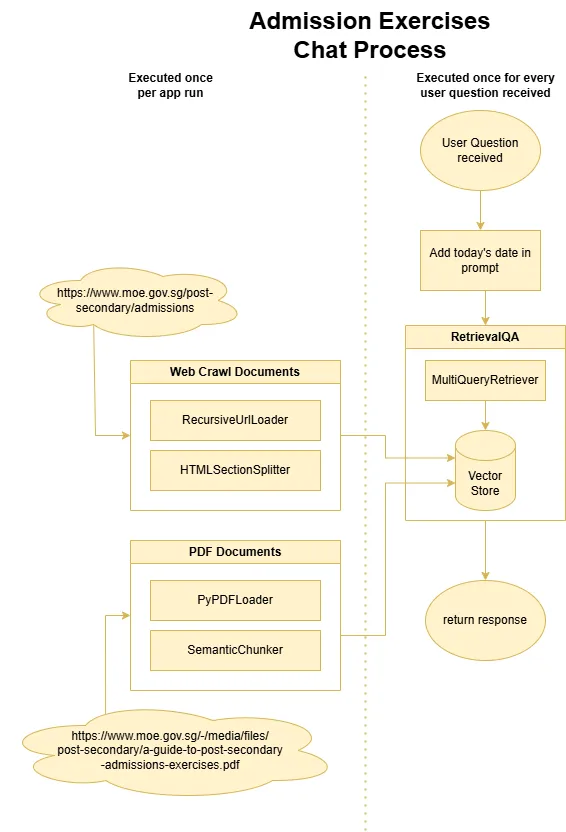 Admission Exercises
Chat Process
Executed once
per app run
Executed once for every
user question received
User Question
received
Add today's date in
prompt
https://www.moe.gov.sg/post-
secondary/admissions
RetrievalQA
MultiQueryRetriever
Vector
Store
Web Crawl Documents
RecursiveUrlLoader
HTMLSectionSplitter
PDF Documents
PyPDFLoader
SemanticChunker
return response
https://www.moe.gov.sg/-/media/files/
post-secondary/a-guide-to-post-secondary
-admissions-exercises.pdf